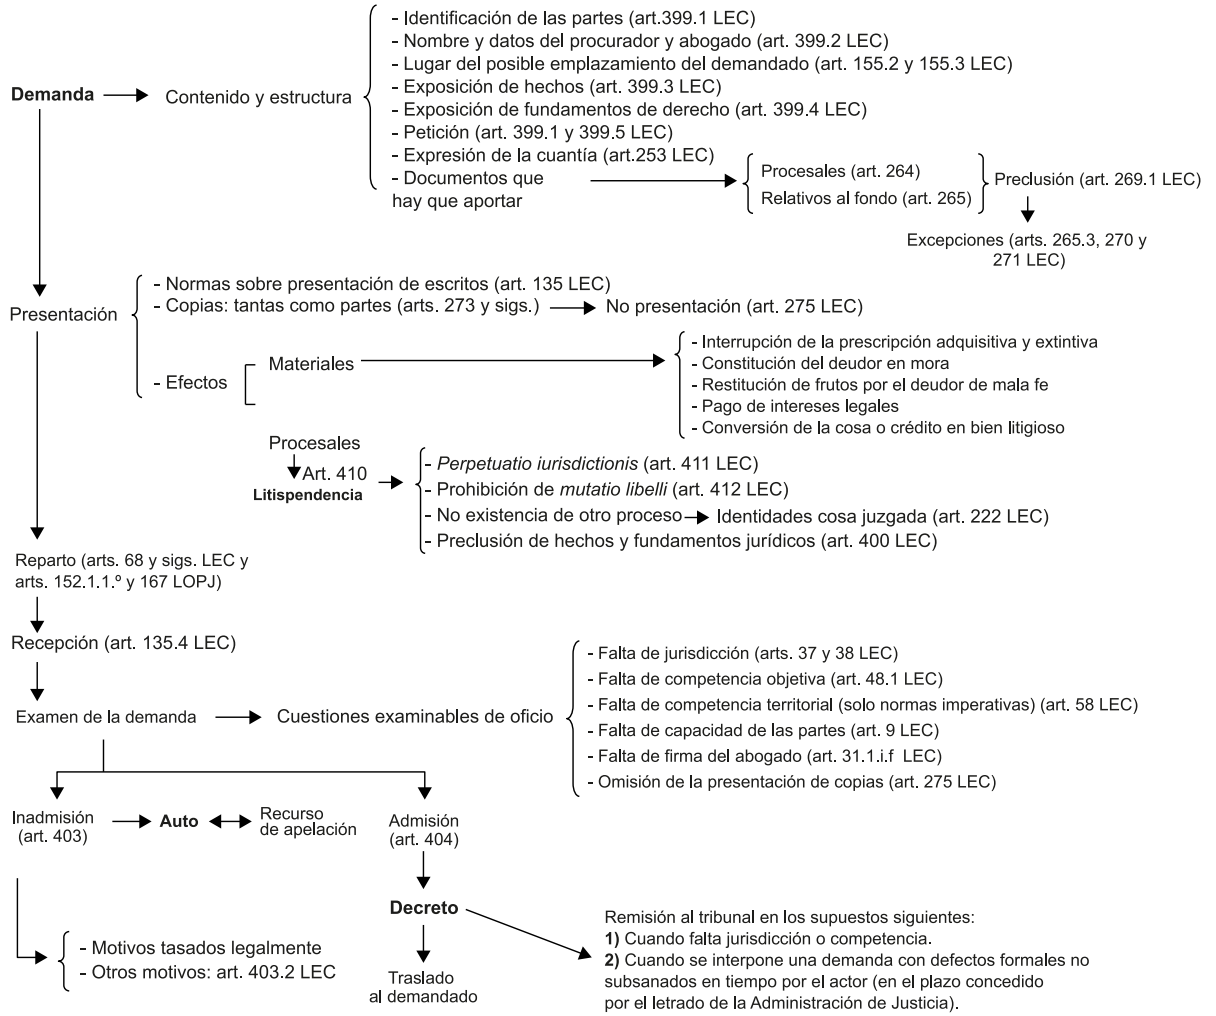 Demanda
Contenido y estructura
- Identificación de las partes (art.399.1 LEC)
- Nombre y datos del procurador y abogado (art. 399.2 LEC)
- Lugar del posible emplazamiento del demandado (art. 155.2 y 155.3 LEC)
- Exposición de hechos (art. 399.3 LEC)
- Exposición de fundamentos de derecho (art. 399.4 LEC)
- Petición (art. 399.1 y 399.5 LEC)
- Expresión de la cuantía (art.253 LEC)
- Documentos que
hay que aportar
Procesales (art. 264)
Relativos al fondo (art. 265)
Preclusión (art. 269.1 LEC)
Excepciones (arts. 265.3, 270 y
271 LEC)
Presentación
- Normas sobre presentación de escritos (art. 135 LEC)
- Copias: tantas como partes (arts. 273 y sigs.)
No presentación (art. 275 LEC)
- Efectos
Materiales
- Interrupción de la prescripción adquisitiva y extintiva
- Constitución del deudor en mora
- Restitución de frutos por el deudor de mala fe
- Pago de intereses legales
- Conversión de la cosa o crédito en bien litigioso
Procesales
Art. 410
Litispendencia
- Perpetuatio iurisdictionis (art. 411 LEC)
- Prohibición de mutatio libelli (art. 412 LEC)
- No existencia de otro proceso
Identidades cosa juzgada (art. 222 LEC)
- Preclusión de hechos y fundamentos jurídicos (art. 400 LEC)
Reparto (arts. 68 y sigs. LEC y
arts. 152.1.1.º y 167 LOPJ)
Recepción (art. 135.4 LEC)
Examen de la demanda
Cuestiones examinables de oficio
- Falta de jurisdicción (arts. 37 y 38 LEC)
- Falta de competencia objetiva (art. 48.1 LEC)
- Falta de competencia territorial (solo normas imperativas) (art. 58 LEC)
- Falta de capacidad de las partes (art. 9 LEC)
- Falta de firma del abogado (art. 31.1.i.f LEC)
- Omisión de la presentación de copias (art. 275 LEC)
Inadmisión
(art. 403)
Auto
Recurso
de apelación
Admisión
(art. 404)
Decreto
Traslado
al demandado
- Motivos tasados legalmente
- Otros motivos: art. 403.2 LEC
Remisión al tribunal en los supuestos siguientes:
1) Cuando falta jurisdicción o competencia.
2) Cuando se interpone una demanda con defectos formales no
subsanados en tiempo por el actor (en el plazo concedido
por el letrado de la Administración de Justicia).